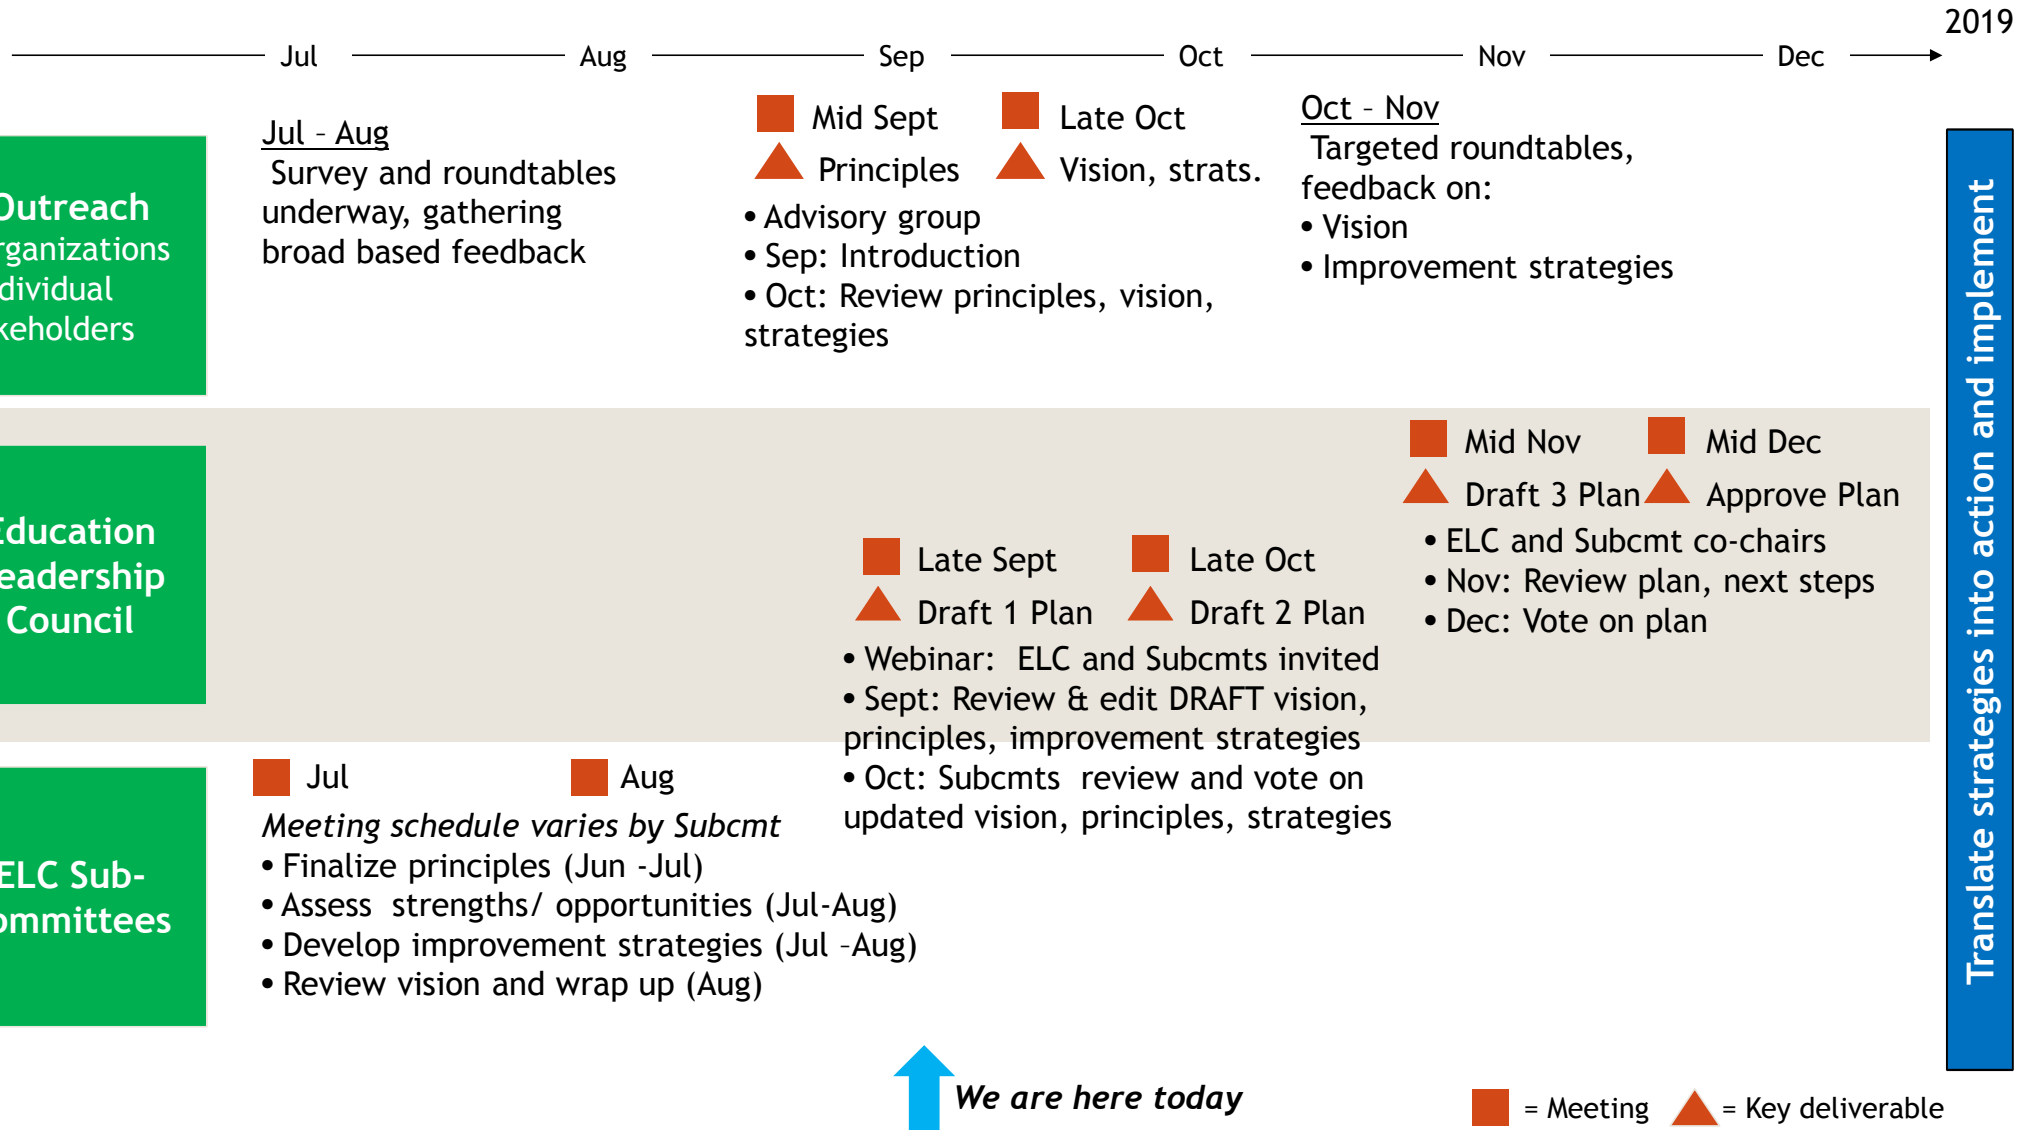 2019
Jul Aug Sep Oct Nov Dec
Outreach
rganizations
dividual
keholders
Jul – Aug
Survey and roundtables
underway, gathering
broad based feedback
Mid Sept
Principles
Late Oct
Vision, strats.
• Advisory group
• Sep: Introduction
• Oct: Review principles, vision,
strategies
Oct – Nov
Targeted roundtables,
feedback on:
• Vision
• Improvement strategies
Education
eadership
Council
Late Sept
Draft 1 Plan
Late Oct
Draft 2 Plan
• Webinar:  ELC and Subcmts invited
• Sept: Review & edit DRAFT vision,
principles, improvement strategies
• Oct: Subcmts  review and vote on
updated vision, principles, strategies
Mid Nov
Draft 3 Plan
Mid Dec
Approve Plan
• ELC and Subcmt co-chairs
• Nov: Review plan, next steps
• Dec: Vote on plan
ELC Sub-
ommittees
Jul
Aug
Meeting schedule varies by Subcmt
• Finalize principles (Jun -Jul)
• Assess  strengths/ opportunities (Jul-Aug)
• Develop improvement strategies (Jul –Aug)
• Review vision and wrap up (Aug)
Translate strategies into action and implement
We are here today
= Meeting
= Key deliverable